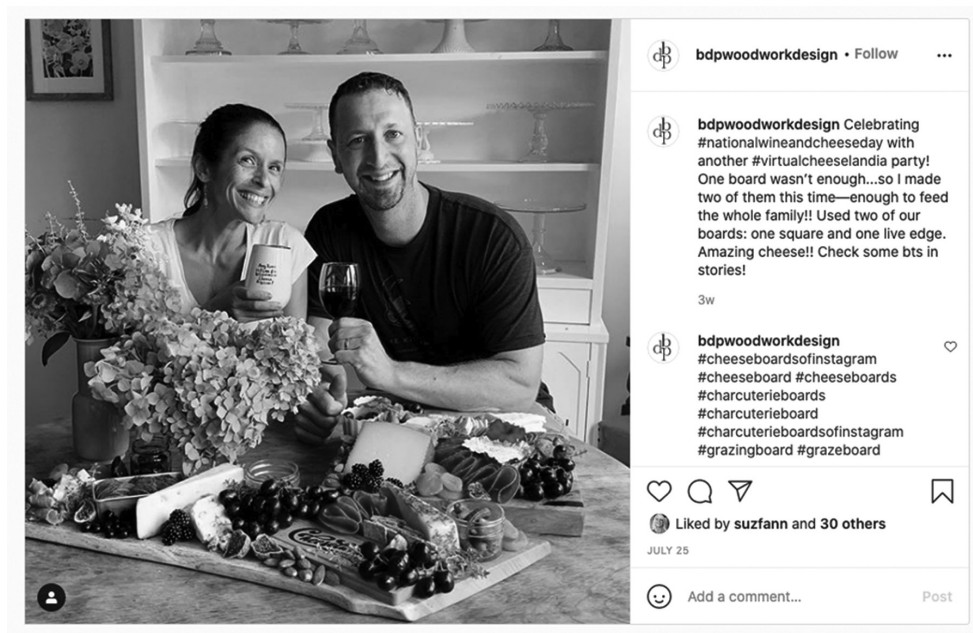 bdpwoodworkdesign • Follow
bdpwoodworkdesign Celebrating
#nationalwineandcheeseday with
another #virtualcheeselandia party!
One board wasn't enough...so I made
two of them this time—enough to feed
the whole family!! Used two of our
boards: one square and one live edge.
Amazing cheese!! Check some bts in
stories!
3w
bdpwoodworkdesign
#cheeseboardsofinstagram
#cheeseboard #cheeseboards
#charcuterieboards
#charcuterieboard
#charcuterieboardsofinstagram
#grazingboard #grazeboard
Liked by suzfann and 30 others
JULY 25
Add a comment...
Post